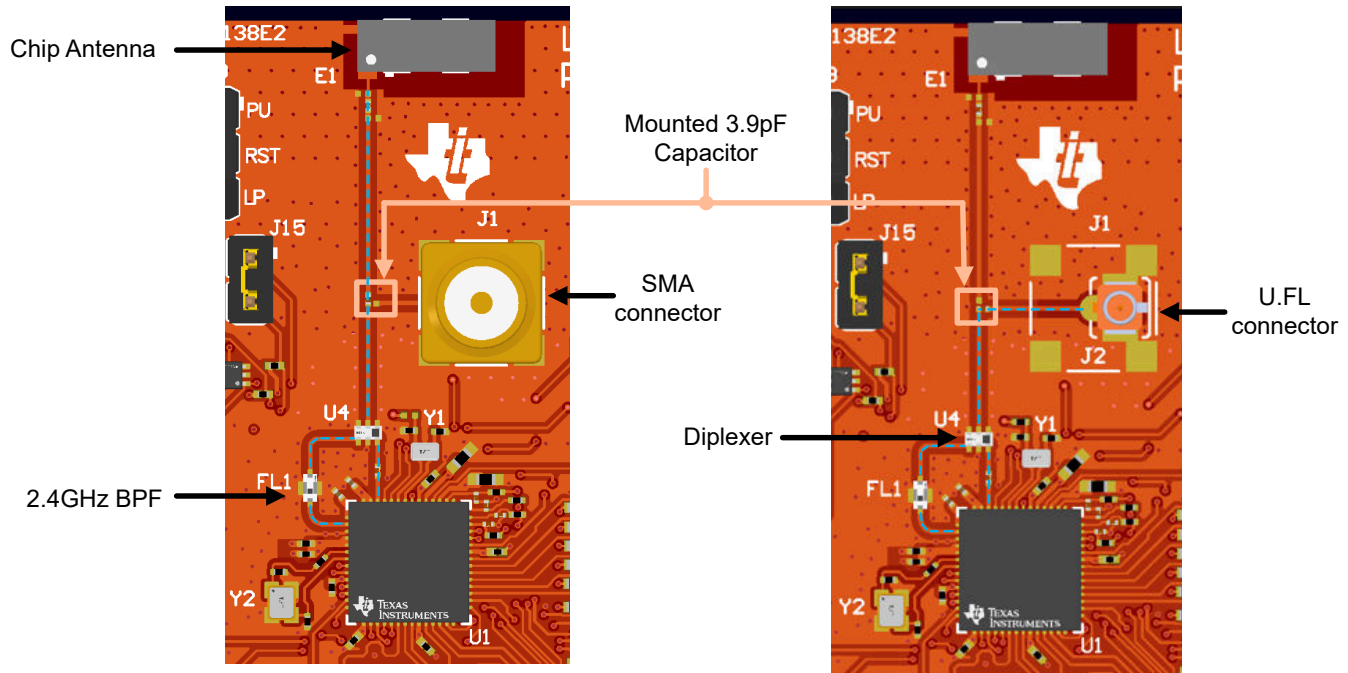 138E2
Chip Antenna
E1
PU
RST
LP
J15
J1
SMA
connector
U4
Y1
2.4GHz BPF
FL1
Y2
TEXAS
INSTRUMENTS
U1
Mounted 3.9pF
Capacitor
138E2
E1
PU
RST
LP
J15
J1
U.FL
connector
J2
Diplexer
U4
Y1
FL1
Y2
TEXAS
INSTRUMENTS
U1